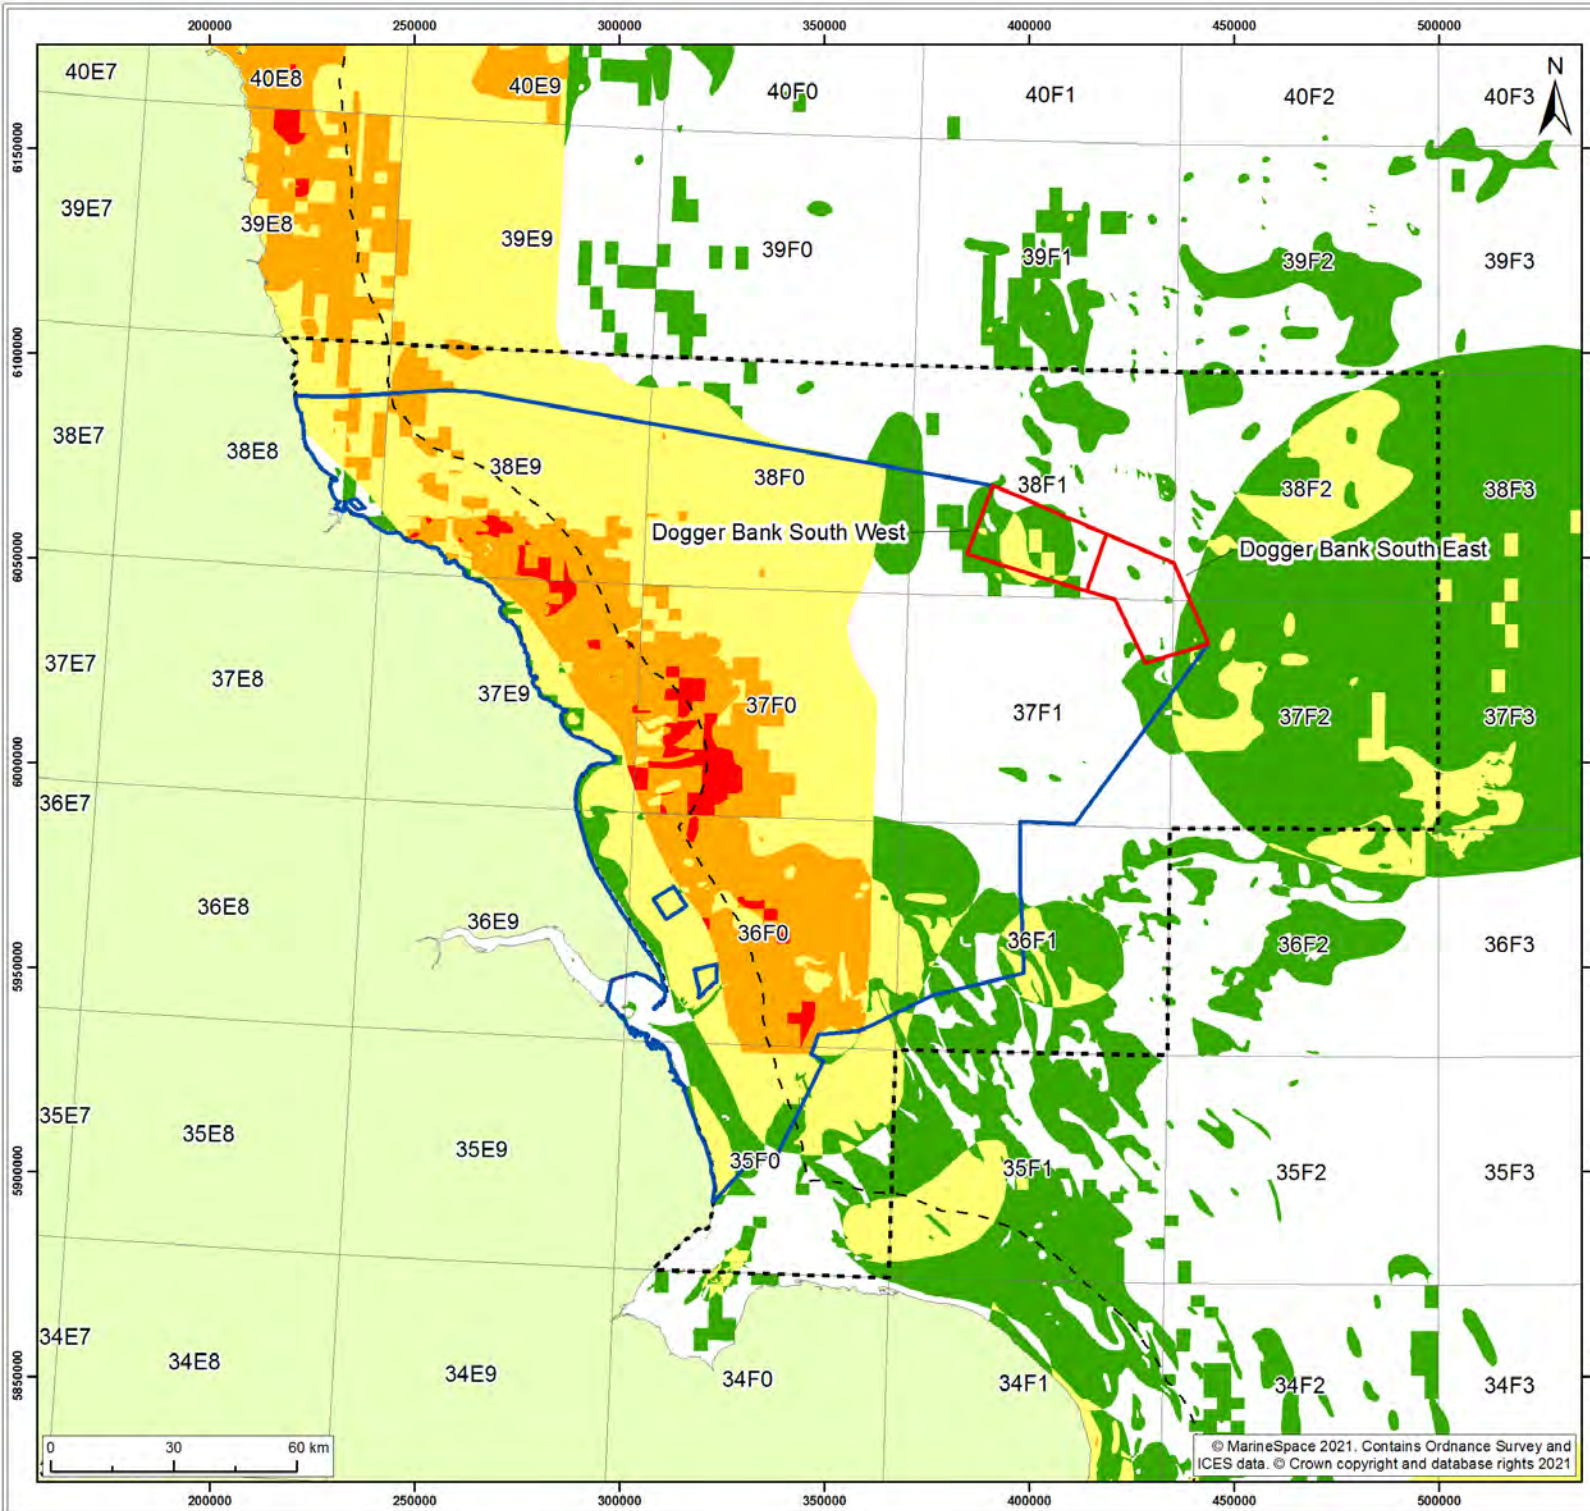 200000 250000 300000 350000 400000 450000 500000
N
40E7 40E8 40E9 40F0 40F1 40F2 40F3
6150000
39E7 39E8 39E9 39F0 39F1 39F2 39F3
6100000
38E7 38E8 38E9 38F0 38F1 38F2 38F3
Dogger Bank South West
Dogger Bank South East
6050000
37E7 37E8 37E9 37F0 37F1 37F2 37F3
6000000
36E7 36E8 36E9 36F0 36F1 36F2 36F3
5950000
35E7 35E8 35E9 35F0 35F1 35F2 35F3
5900000
34E7 34E8 34E9 34F0 34F1 34F2 34F3
5850000
0 30 60 km
© MarineSpace 2021. Contains Ordnance Survey and
ICES data. © Crown copyright and database rights 2021
200000 250000 300000 350000 400000 450000 500000